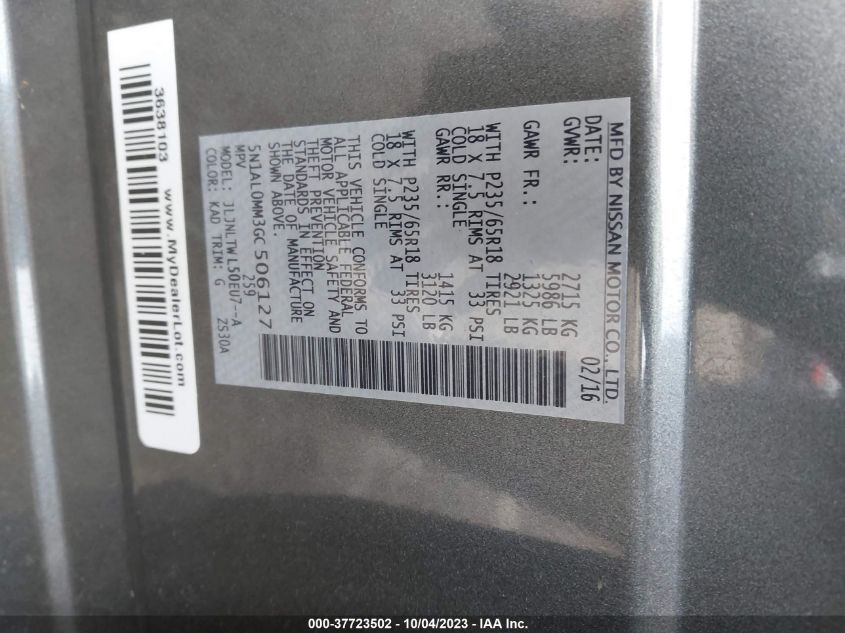 MFD BY NISSAN MOTOR CO., LTD.
DATE: 02/16
GVWR: 2715 KG
5986 LB
GAWR FR.: 1325 KG
2921 LB
WITH P235/65R18 TIRES
18 X 7.5 RIMS AT 33 PSI
COLD SINGLE
GAWR RR.: 1415 KG
3120 LB
WITH P235/65R18 TIRES
18 X 7.5 RIMS AT 33 PSI
COLD SINGLE
THIS VEHICLE CONFORMS TO
ALL APPLICABLE FEDERAL
MOTOR VEHICLE SAFETY AND
THEFT PREVENTION
STANDARDS IN EFFECT ON
THE DATE OF MANUFACTURE
SHOWN ABOVE.
5N1AL0MM3GC506127
MPV 259
MODEL: JLJNLTWL50EU7--A
COLOR: KAD TRIM: G ZS30A
3638103 www.MyDealerLot.com
000-37723502 - 10/04/2023 - IAA Inc.